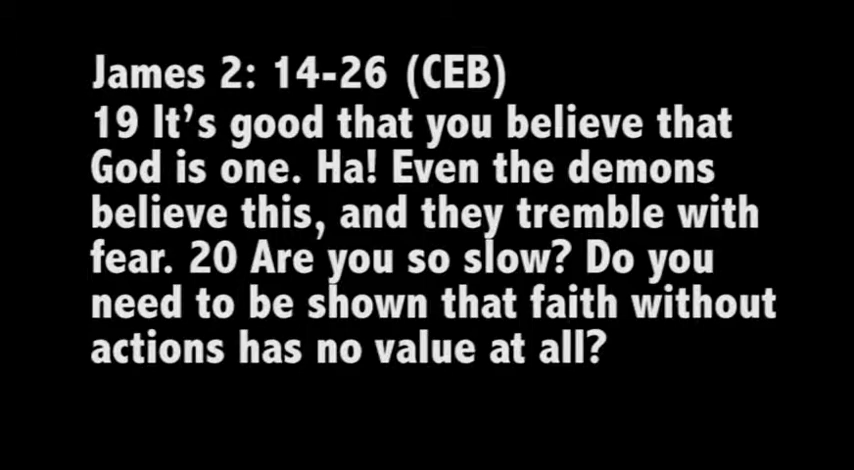 James 2: 14-26 (CEB)
19 It's good that you believe that
God is one. Ha! Even the demons
believe this, and they tremble with
fear. 20 Are you so slow? Do you
need to be shown that faith without
actions has no value at all?